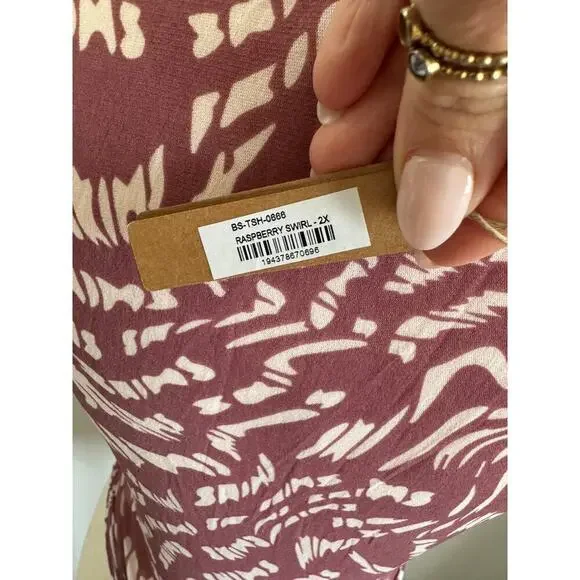 BS-TSH-0666
RASPBERRY SWIRL - 2X
194378670696